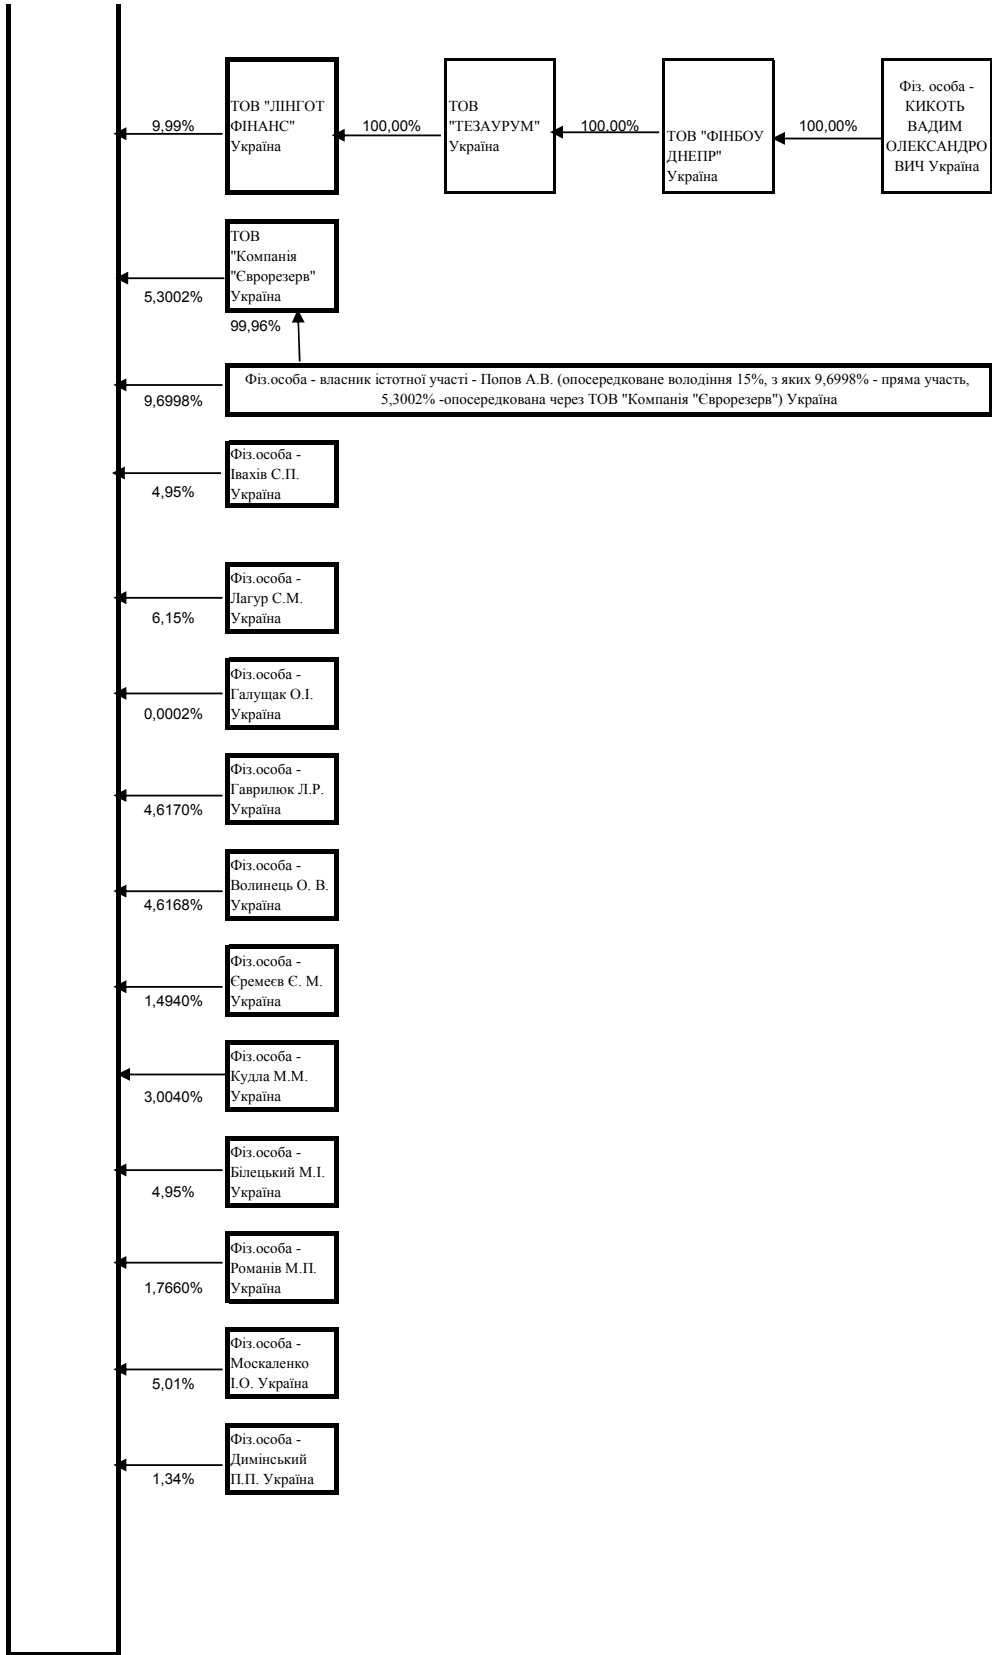 9,99%
ТОВ "ЛІНГОТ
ФІНАНС"
Україна
100,00%
ТОВ
"ТЕЗАУРУМ"
Україна
100,00%
ТОВ "ФІНБОУ
ДНЕПР"
Україна
100,00%
Фіз. особа -
КИКОТЬ
ВАДИМ
ОЛЕКСАНДРО
ВИЧ Україна
ТОВ
"Компанія
"Єврорезерв"
Україна
5,3002%
99,96%
Фіз.особа - власник істотної участі - Попов А.В. (опосередковане володіння 15%, з яких 9,6998% - пряма участь,
5,3002% -опосередкована через ТОВ "Компанія "Єврорезерв") Україна
9,6998%
Фіз.особа -
Івахів С.П.
Україна
4,95%
Фіз.особа -
Лагур С.М.
Україна
6,15%
Фіз.особа -
Галущак О.І.
Україна
0,0002%
Фіз.особа -
Гаврилюк Л.Р.
Україна
4,6170%
Фіз.особа -
Волинець О. В.
Україна
4,6168%
Фіз.особа -
Єремеєв Є. М.
Україна
1,4940%
Фіз.особа -
Кудла М.М.
Україна
3,0040%
Фіз.особа -
Білецький М.І.
Україна
4,95%
Фіз.особа -
Романів М.П.
Україна
1,7660%
Фіз.особа -
Москаленко
І.О. Україна
5,01%
Фіз.особа -
Димінський
П.П. Україна
1,34%